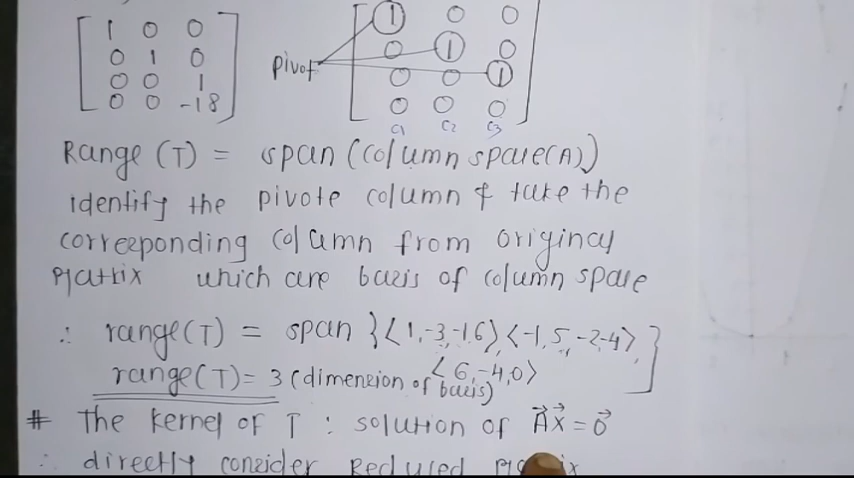 1 0 0
0 1 0
0 0 1
0 0 -18
pivot
1 0 0
0 1 0
0 0 1
0 0 0
C1 C2 C3
Range (T) = span (column space(A))
identify the pivote column & take the
correeponding column from original
Matrix which are basis of column space
∴ range(T) = span {<1,-3,-1,6>, <-1,5,-2,-4>,
<6,-4,0>}
range(T) = 3 (dimension of basis)
# The kernel of T : solution of A⃗x⃗ = 0⃗
∴ directly consider Reduced